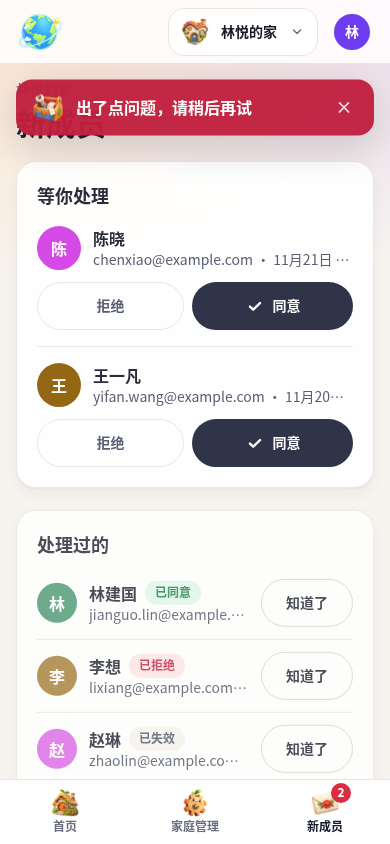 林悦的家
林
出了点问题，请稍后再试
新成员
等你处理
陈
陈晓
chenxiao@example.com · 11月21日 …
拒绝
同意
王
王一凡
yifan.wang@example.com · 11月20…
拒绝
同意
处理过的
林
林建国 已同意
jianguo.lin@example.…
知道了
李
李想 已拒绝
lixiang@example.com…
知道了
赵
赵琳 已失效
zhaolin@example.co…
知道了
2
首页
家庭管理
新成员